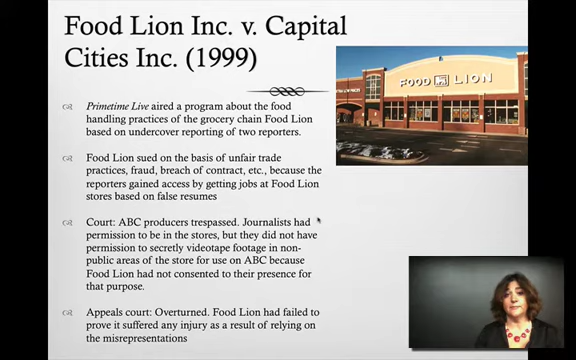 Food Lion Inc. v. Capital
Cities Inc. (1999)
Primetime Live aired a program about the food
handling practices of the grocery chain Food Lion
based on undercover reporting of two reporters.
Food Lion sued on the basis of unfair trade
practices, fraud, breach of contract, etc., because the
reporters gained access by getting jobs at Food Lion
stores based on false resumes
Court: ABC producers trespassed. Journalists had
permission to be in the stores, but they did not have
permission to secretly videotape footage in non-
public areas of the store for use on ABC because
Food Lion had not consented to their presence for
that purpose.
Appeals court: Overturned. Food Lion had failed to
prove it suffered any injury as a result of relying on
the misrepresentations
FOOD LION